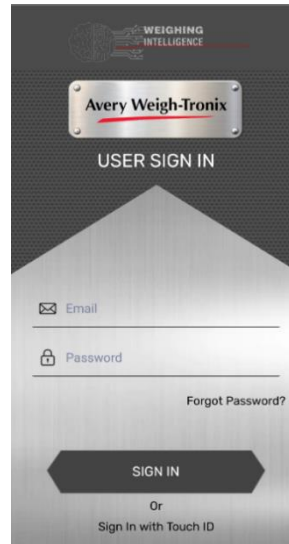 WEIGHING
INTELLIGENCE
Avery Weigh-Tronix
USER SIGN IN
Email
Password
Forgot Password?
SIGN IN
Or
Sign In with Touch ID